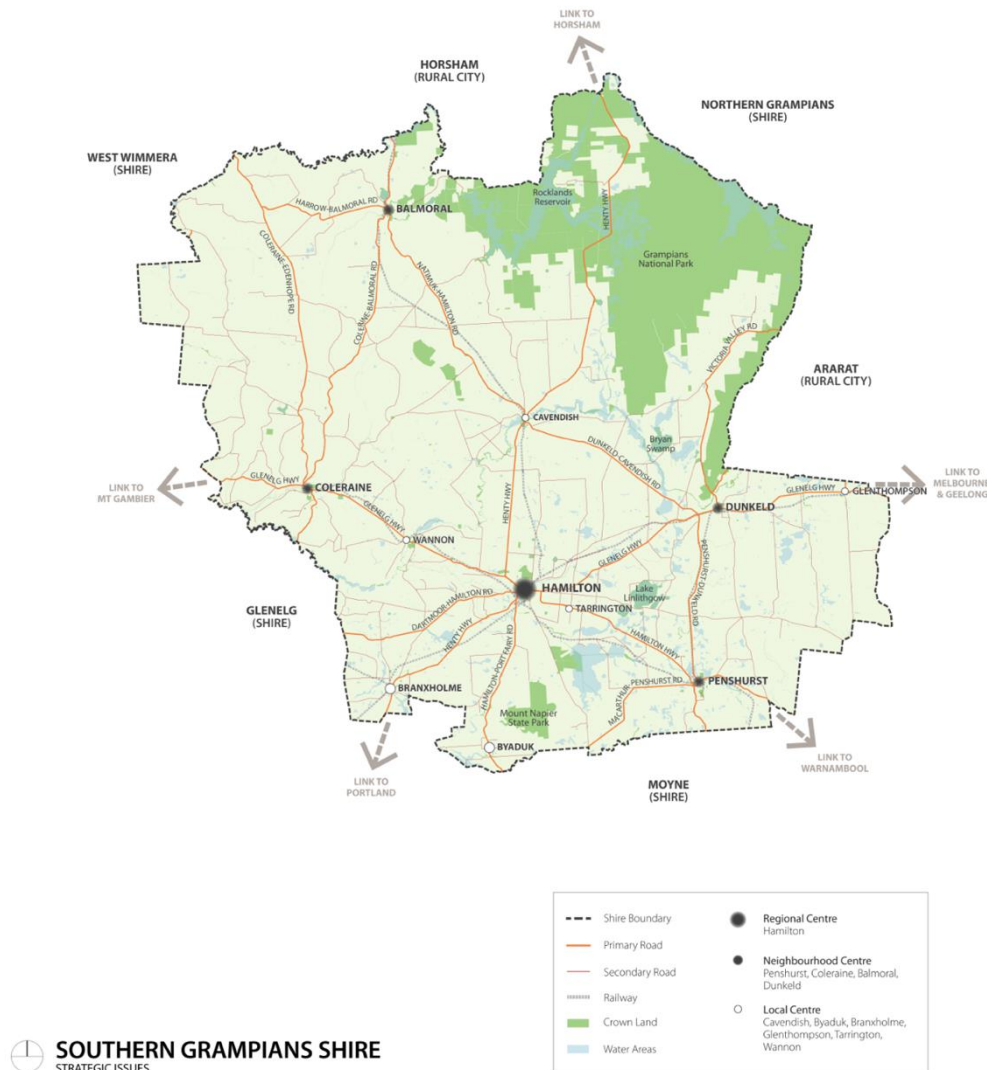 LINK TO
HORSHAM
HORSHAM
(RURAL CITY)
NORTHERN GRAMPIANS
(SHIRE)
WEST WIMMERA
(SHIRE)
Rocklands
Reservoir
HENTY HWY
HARROW-BALMORAL RD
BALMORAL
Grampians
National Park
COLERAINE-EDENHOPE RD
COLERINE-BALMORAL RD
NATIMUK-HAMILTON RD
VICTORIA VALLEY RD
ARARAT
(RURAL CITY)
CAVENDISH
Bryan
Swamp
DUNKELD-CAVENDISH RD
LINK TO
MT GAMBIER
GLENELG HWY
COLERAINE
HENTY HWY
GLENELG HWY
GLENTHOMPSON
LINK TO
MELBOURNE
& GEELONG
DUNKELD
GLENELG HWY
WANNON
GLENELG HWY
PENSHURST-DUNKELD RD
HAMILTON
Lake
Linlithgow
TARRINGTON
GLENELG
(SHIRE)
DARTMOOR-HAMILTON RD
HENTY HWY
HAMILTON-PORT FAIRY RD
HAMILTON HWY
BRANXHOLME
MACARTHUR
PENSHURST RD
PENSHURST
Mount Napier
State Park
BYADUK
LINK TO
PORTLAND
LINK TO
WARNAMBOOL
MOYNE
(SHIRE)
Shire Boundary
Primary Road
Secondary Road
Railway
Crown Land
Water Areas
Regional Centre
Hamilton
Neighbourhood Centre
Penshurst, Coleraine, Balmoral,
Dunkeld
Local Centre
Cavendish, Byaduk, Branxholme,
Glenthompson, Tarrington,
Wannon
SOUTHERN GRAMPIANS SHIRE
STRATEGIC ISSUES